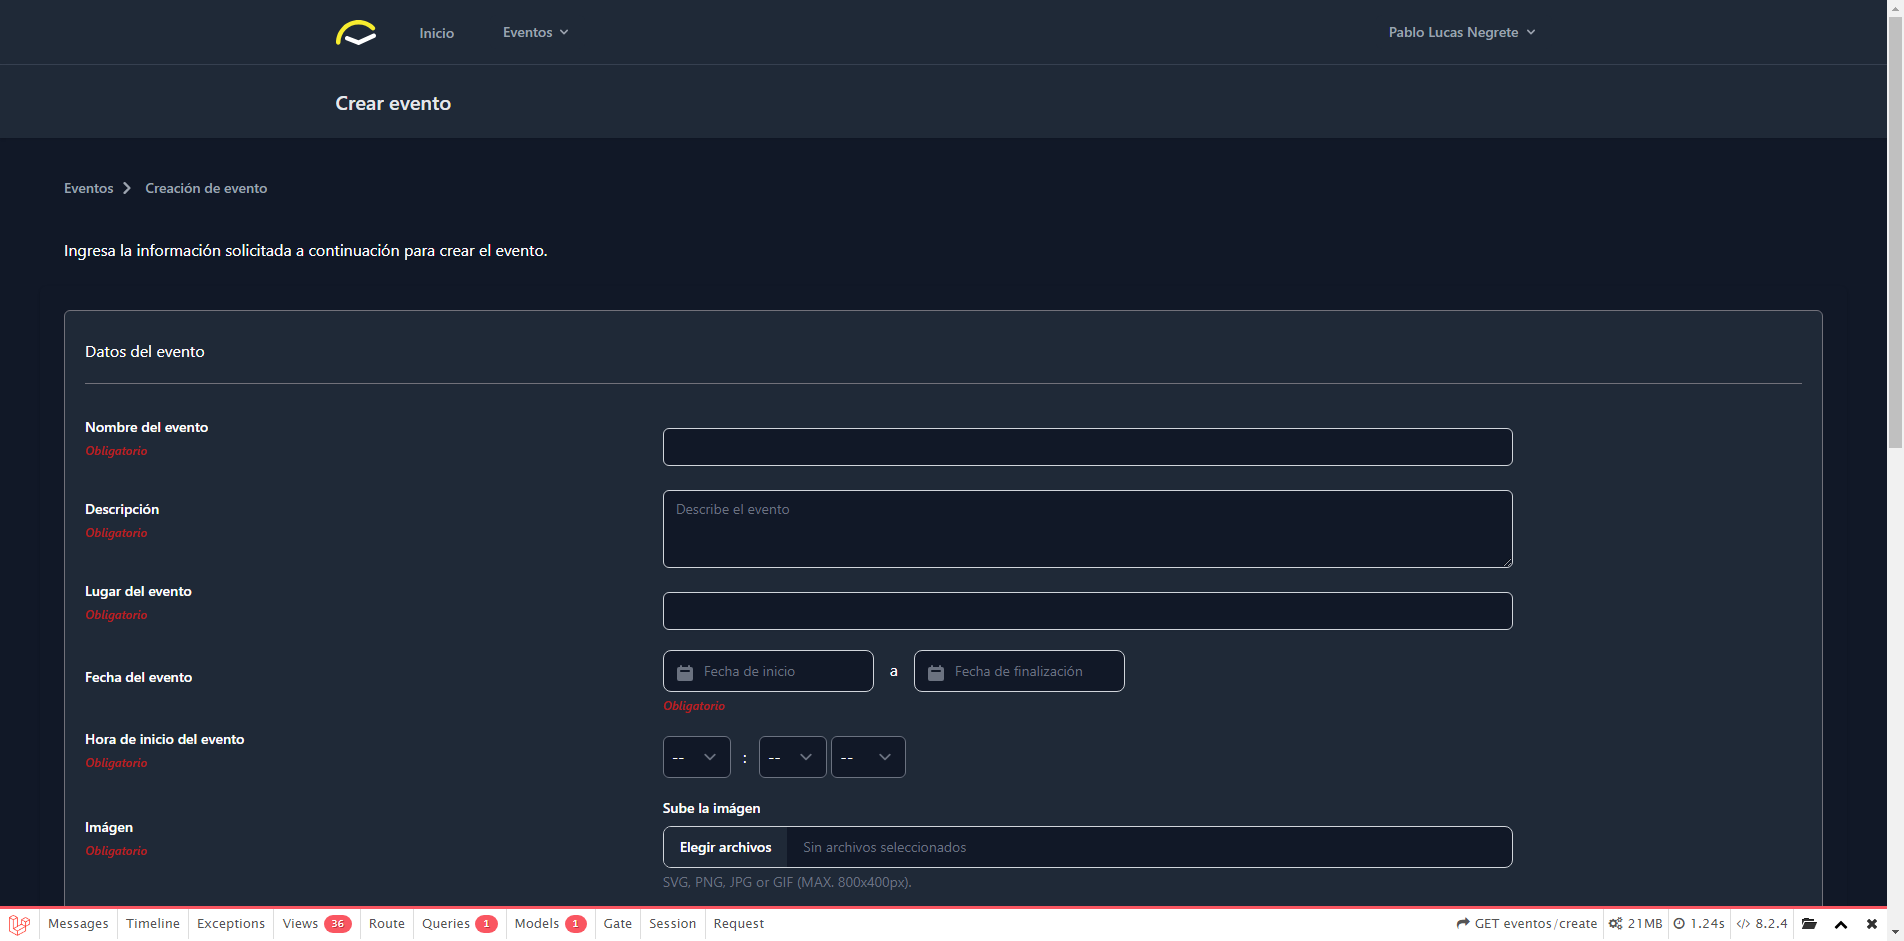 Inicio
Eventos
Pablo Lucas Negrete
Crear evento
Eventos
Creación de evento
Ingresa la información solicitada a continuación para crear el evento.
Datos del evento
Nombre del evento
Obligatorio
Descripción
Obligatorio
Describe el evento
Lugar del evento
Obligatorio
Fecha del evento
Fecha de inicio
a
Fecha de finalización
Obligatorio
Hora de inicio del evento
Obligatorio
-- : -- --
Imágen
Obligatorio
Sube la imágen
Elegir archivos
Sin archivos seleccionados
SVG, PNG, JPG or GIF (MAX. 800x400px).
Messages
Timeline
Exceptions
Views 36
Route
Queries 1
Models 1
Gate
Session
Request
GET eventos/create
21MB
1.24s
</> 8.2.4